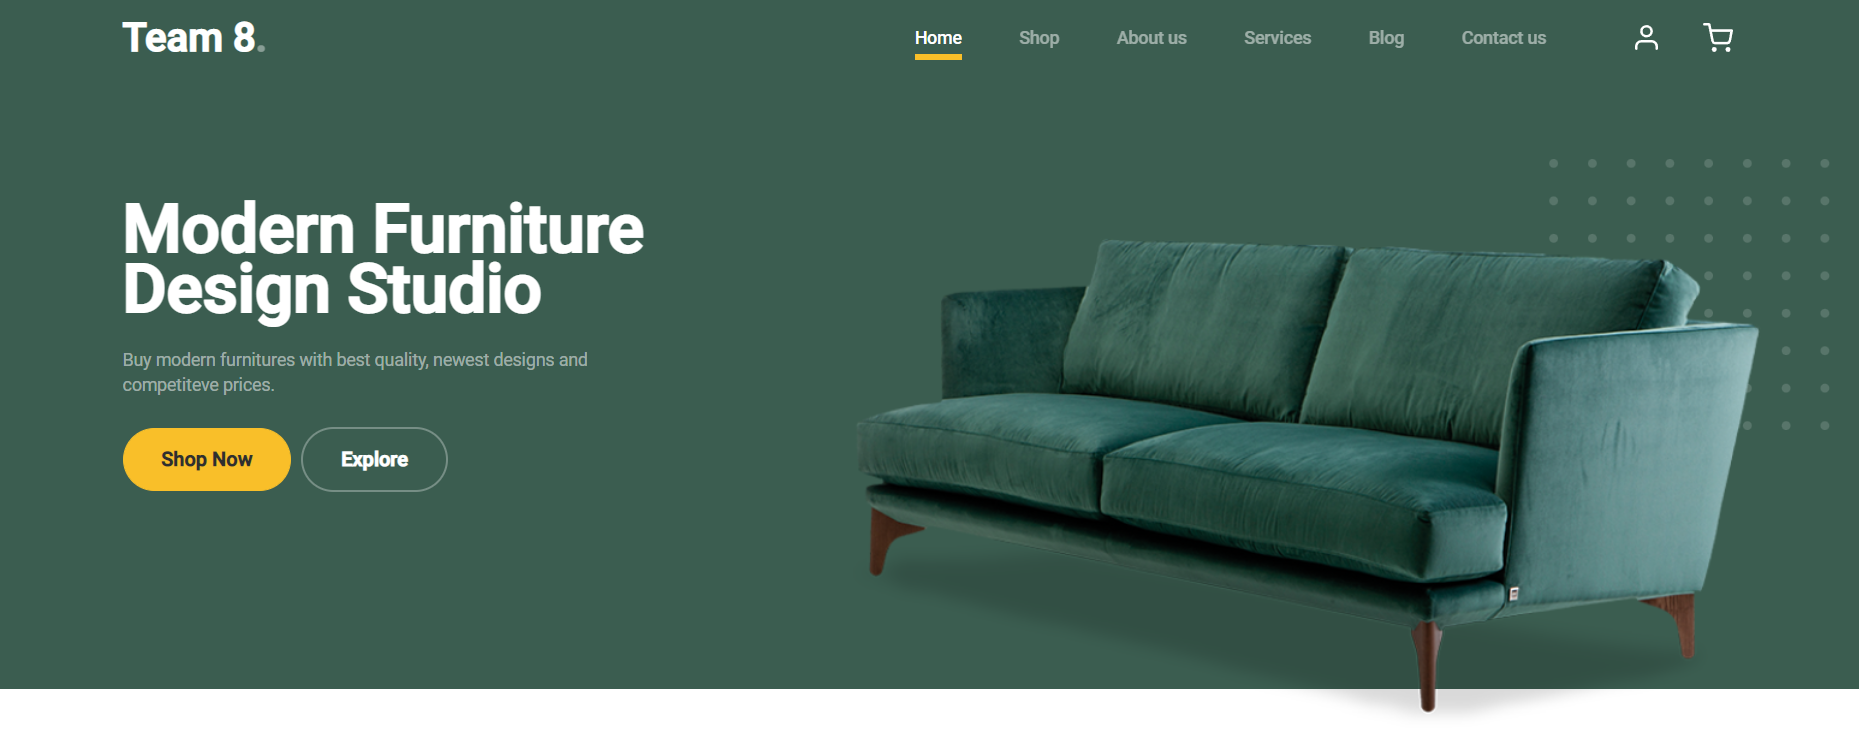 Team 8.
Home Shop About us Services Blog Contact us
Modern Furniture
Design Studio
Buy modern furnitures with best quality, newest designs and
competiteve prices.
Shop Now Explore